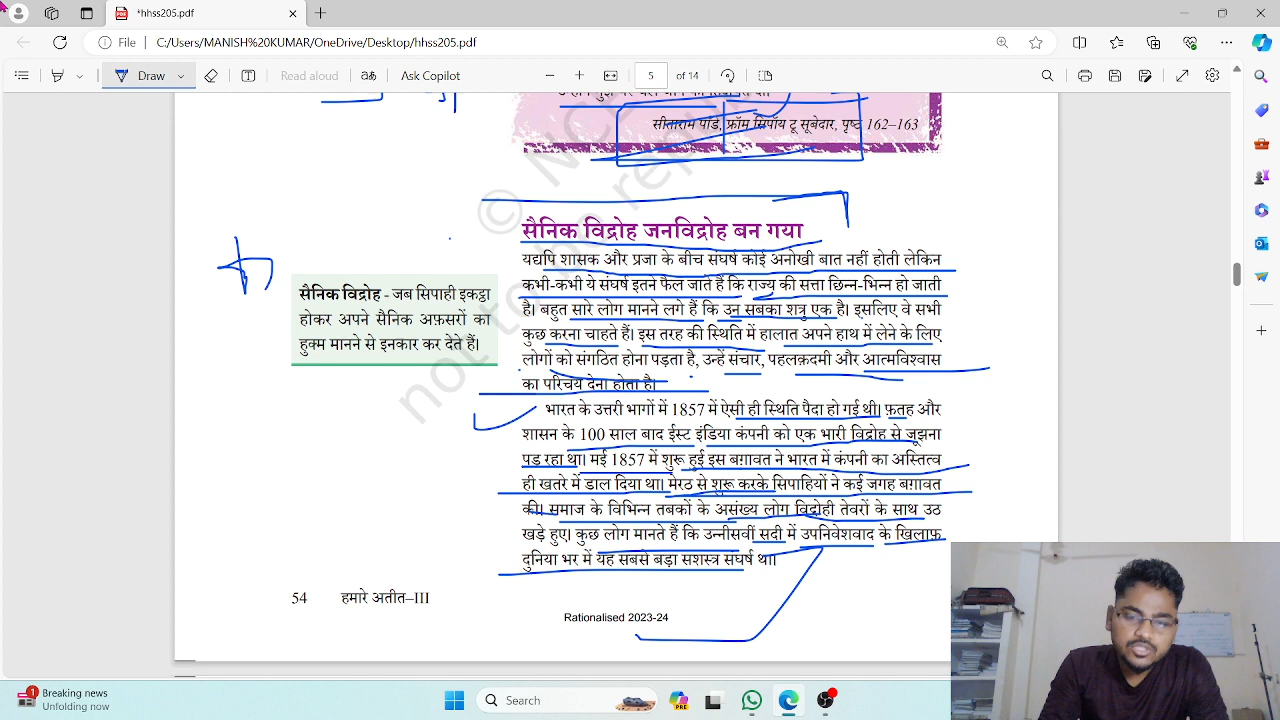 *hhss205.pdf
File
C:/Users/MANISH%20KUMAR/OneDrive/Desktop/hhss205.pdf
Draw
Read aloud
Ask Copilot
5 of 14
सीताराम पांडे, फ्रॉम सिपॉय टू सूबेदार, पृष्ठ 162–163
सैनिक विद्रोह जनविद्रोह बन गया
यद्यपि शासक और प्रजा के बीच संघर्ष कोई अनोखी बात नहीं होती लेकिन
कभी-कभी ये संघर्ष इतने फैल जाते हैं कि राज्य की सत्ता छिन्न-भिन्न हो जाती
है। बहुत सारे लोग मानने लगे हैं कि उन सबका शत्रु एक है। इसलिए वे सभी
कुछ करना चाहते हैं। इस तरह की स्थिति में हालात अपने हाथ में लेने के लिए
लोगों को संगठित होना पड़ता है, उन्हें संचार, पहलक़दमी और आत्मविश्वास
का परिचय देना होता है।
सैनिक विद्रोह - जब सिपाही इकट्ठा
होकर अपने सैनिक अफ़सरों का
हुक्म मानने से इनकार कर देते हैं।
भारत के उत्तरी भागों में 1857 में ऐसी ही स्थिति पैदा हो गई थी। फ़तह और
शासन के 100 साल बाद ईस्ट इंडिया कंपनी को एक भारी विद्रोह से जूझना
पड़ रहा था। मई 1857 में शुरू हुई इस बग़ावत ने भारत में कंपनी का अस्तित्व
ही खतरे में डाल दिया था। मेरठ से शुरू करके सिपाहियों ने कई जगह बग़ावत
की। समाज के विभिन्न तबकों के असंख्य लोग विद्रोही तेवरों के साथ उठ
खड़े हुए। कुछ लोग मानते हैं कि उन्नीसवीं सदी में उपनिवेशवाद के ख़िलाफ़
दुनिया भर में यह सबसे बड़ा सशस्त्र संघर्ष था।
54 हमारे अतीत–III
Rationalised 2023-24
© NC
not to be republ
Breaking news
Unfolding now
Search